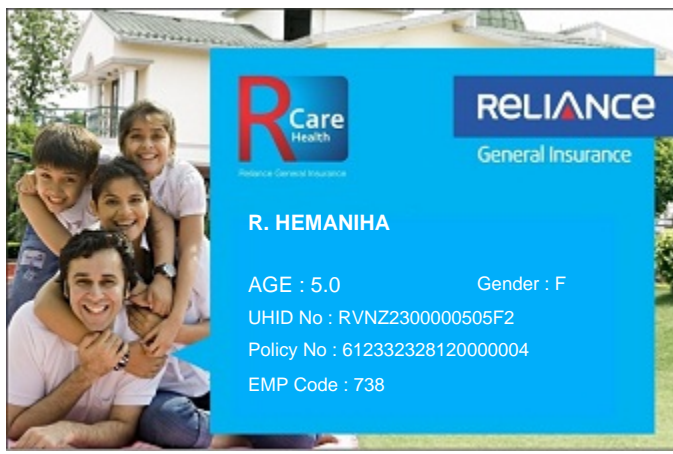 R Care
Health
Reliance General Insurance
RELIANCE
General Insurance
R. HEMANIHA
AGE : 5.0 Gender : F
UHID No : RVNZ2300000505F2
Policy No : 612332328120000004
EMP Code : 738